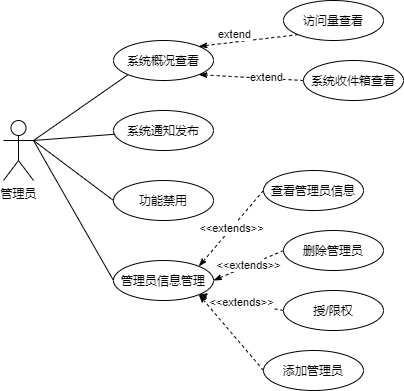 访问量查看
extend
系统概况查看
extend
系统收件箱查看
系统通知发布
管理员
功能禁用
查看管理员信息
<<extends>>
删除管理员
<<extends>>
管理员信息管理
<<extends>>
授/限权
添加管理员